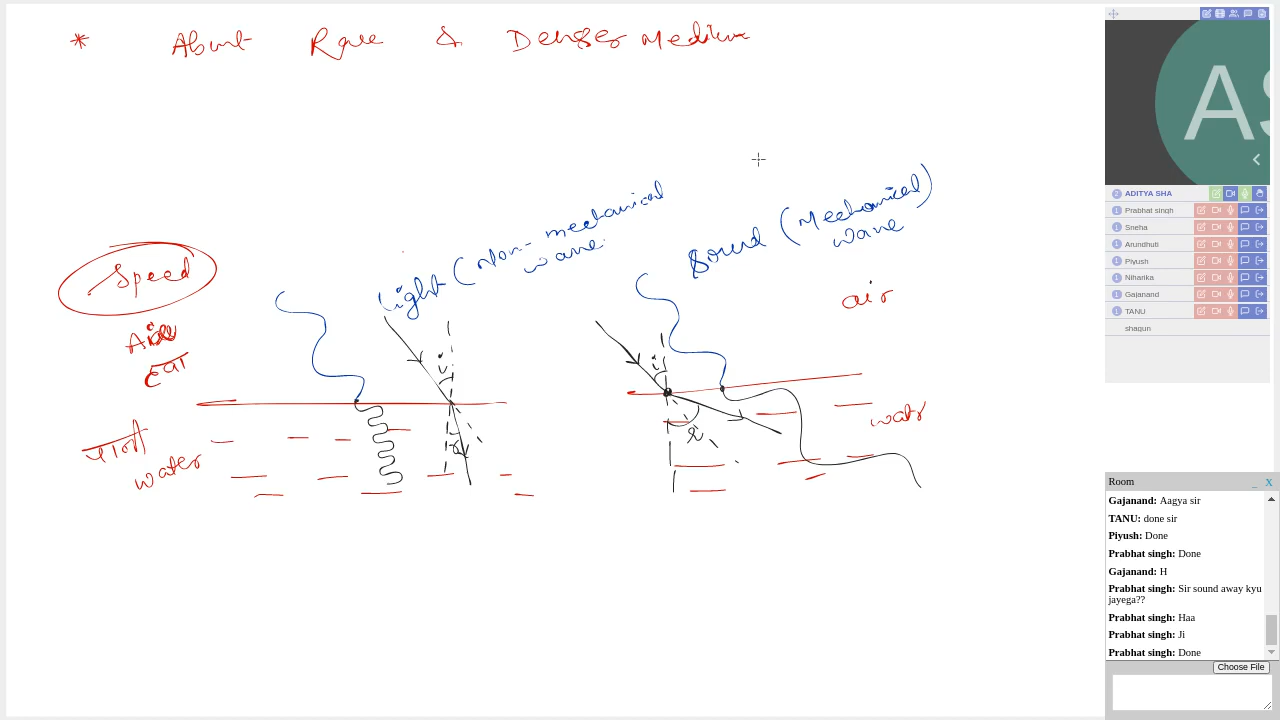 * About Rare & Denser Medium
Light (Non-mechanical
wave
Sound (Mechanical)
wave
Speed
air
Air
i
i
r
r
water
पानी
water
AS
ADITYA SHA
Prabhat singh
Sneha
Arundhuti
Piyush
Niharika
Gajanand
TANU
shaqun
Room
_ X
Gajanand: Aagya sir
TANU: done sir
Piyush: Done
Prabhat singh: Done
Gajanand: H
Prabhat singh: Sir sound away kyu
jayega??
Prabhat singh: Haa
Prabhat singh: Ji
Prabhat singh: Done
Choose File